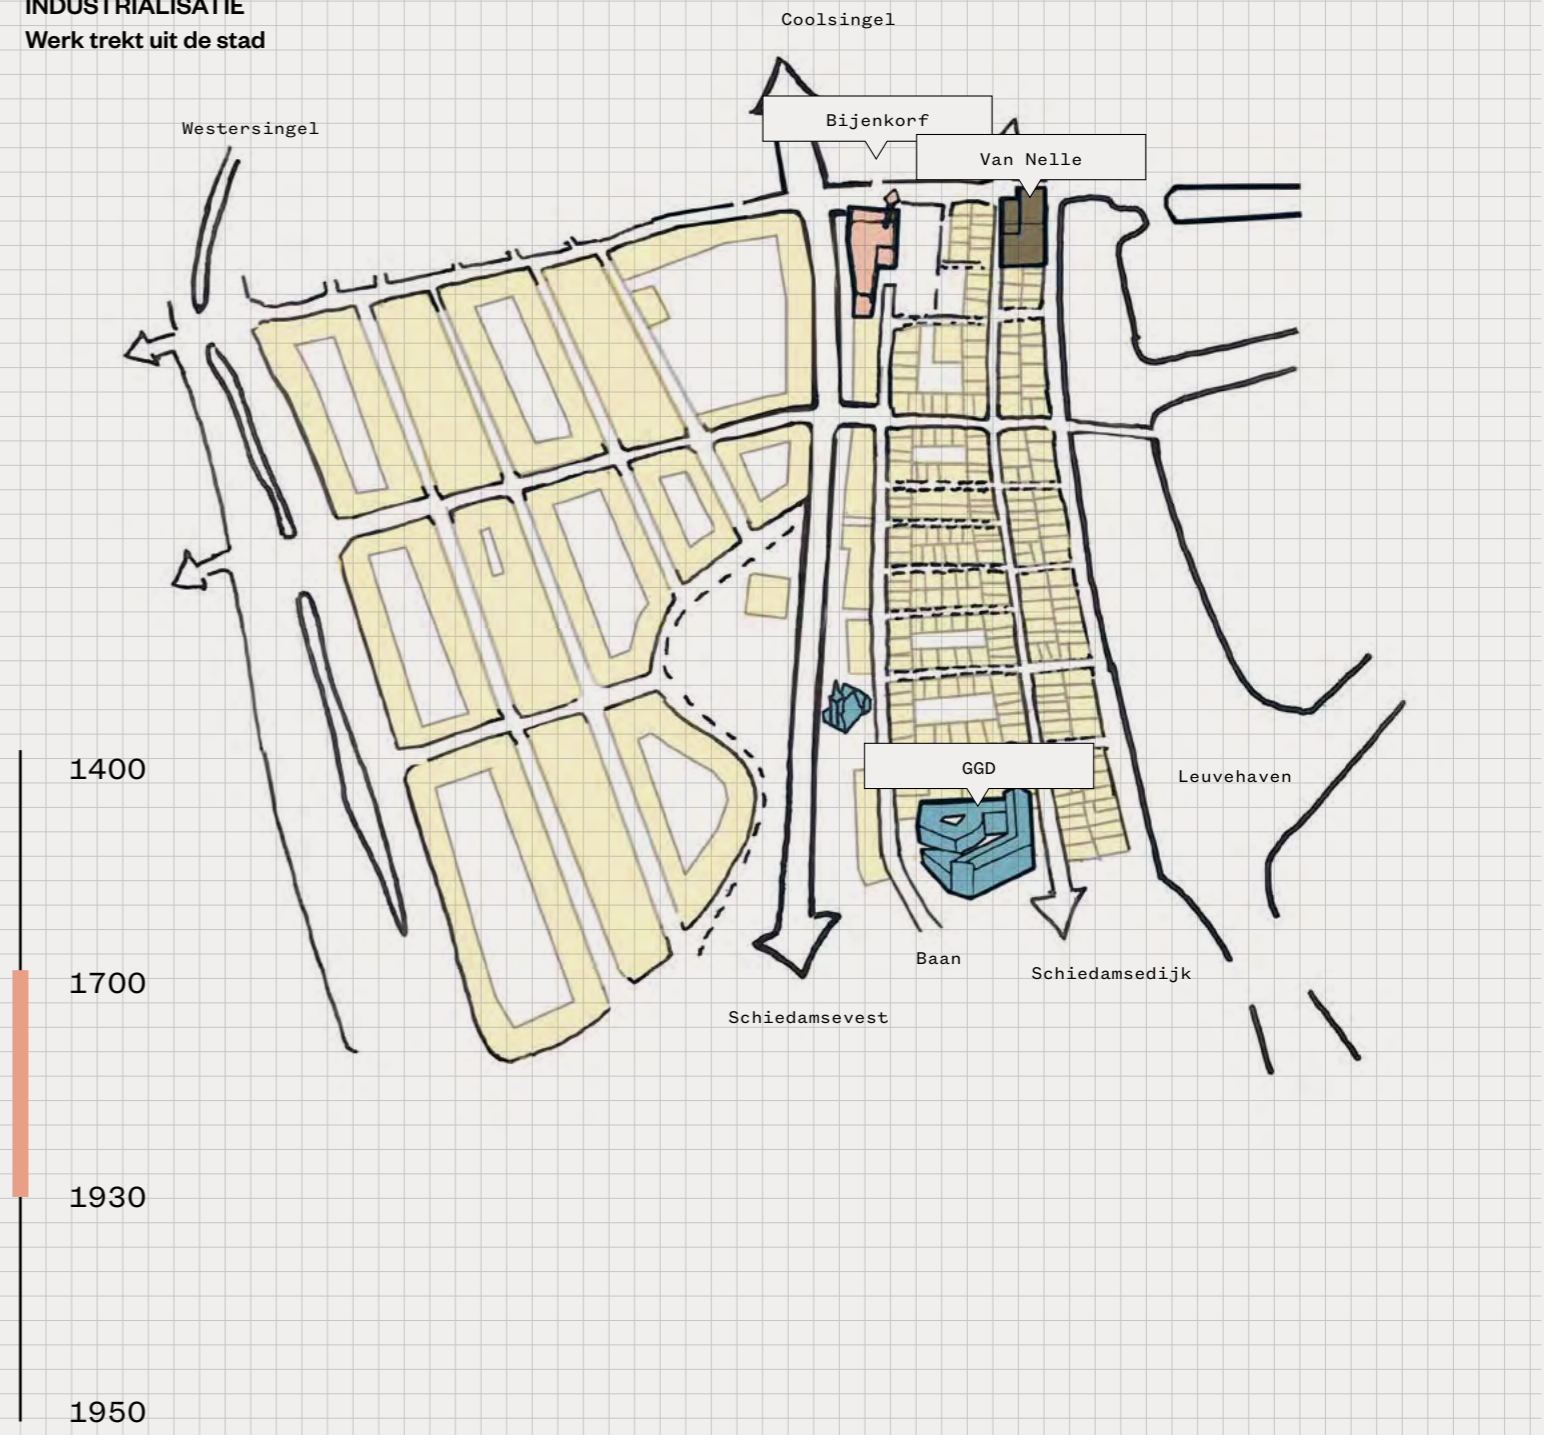 INDUSTRIALISATIE
Werk trekt uit de stad
Coolsingel
Bijenkorf
Westersingel
Van Nelle
GGD
1400
Leuvehaven
Baan
Schiedamsedijk
1700
Schiedamsevest
1930
1950